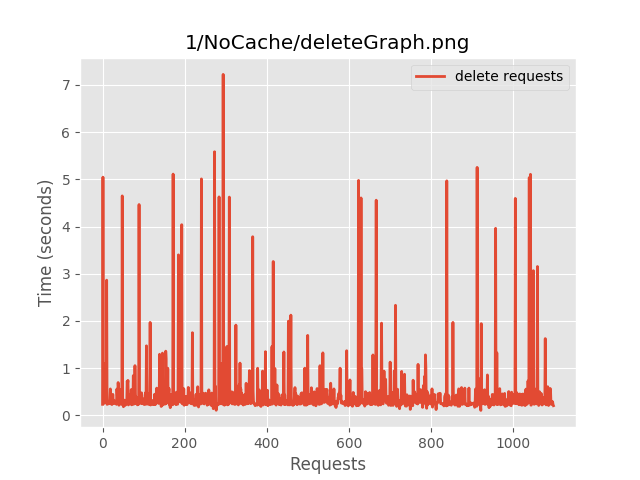 1/NoCache/deleteGraph.png
delete requests
7
6
5
4
3
2
1
0
Time (seconds)
0 200 400 600 800 1000
Requests